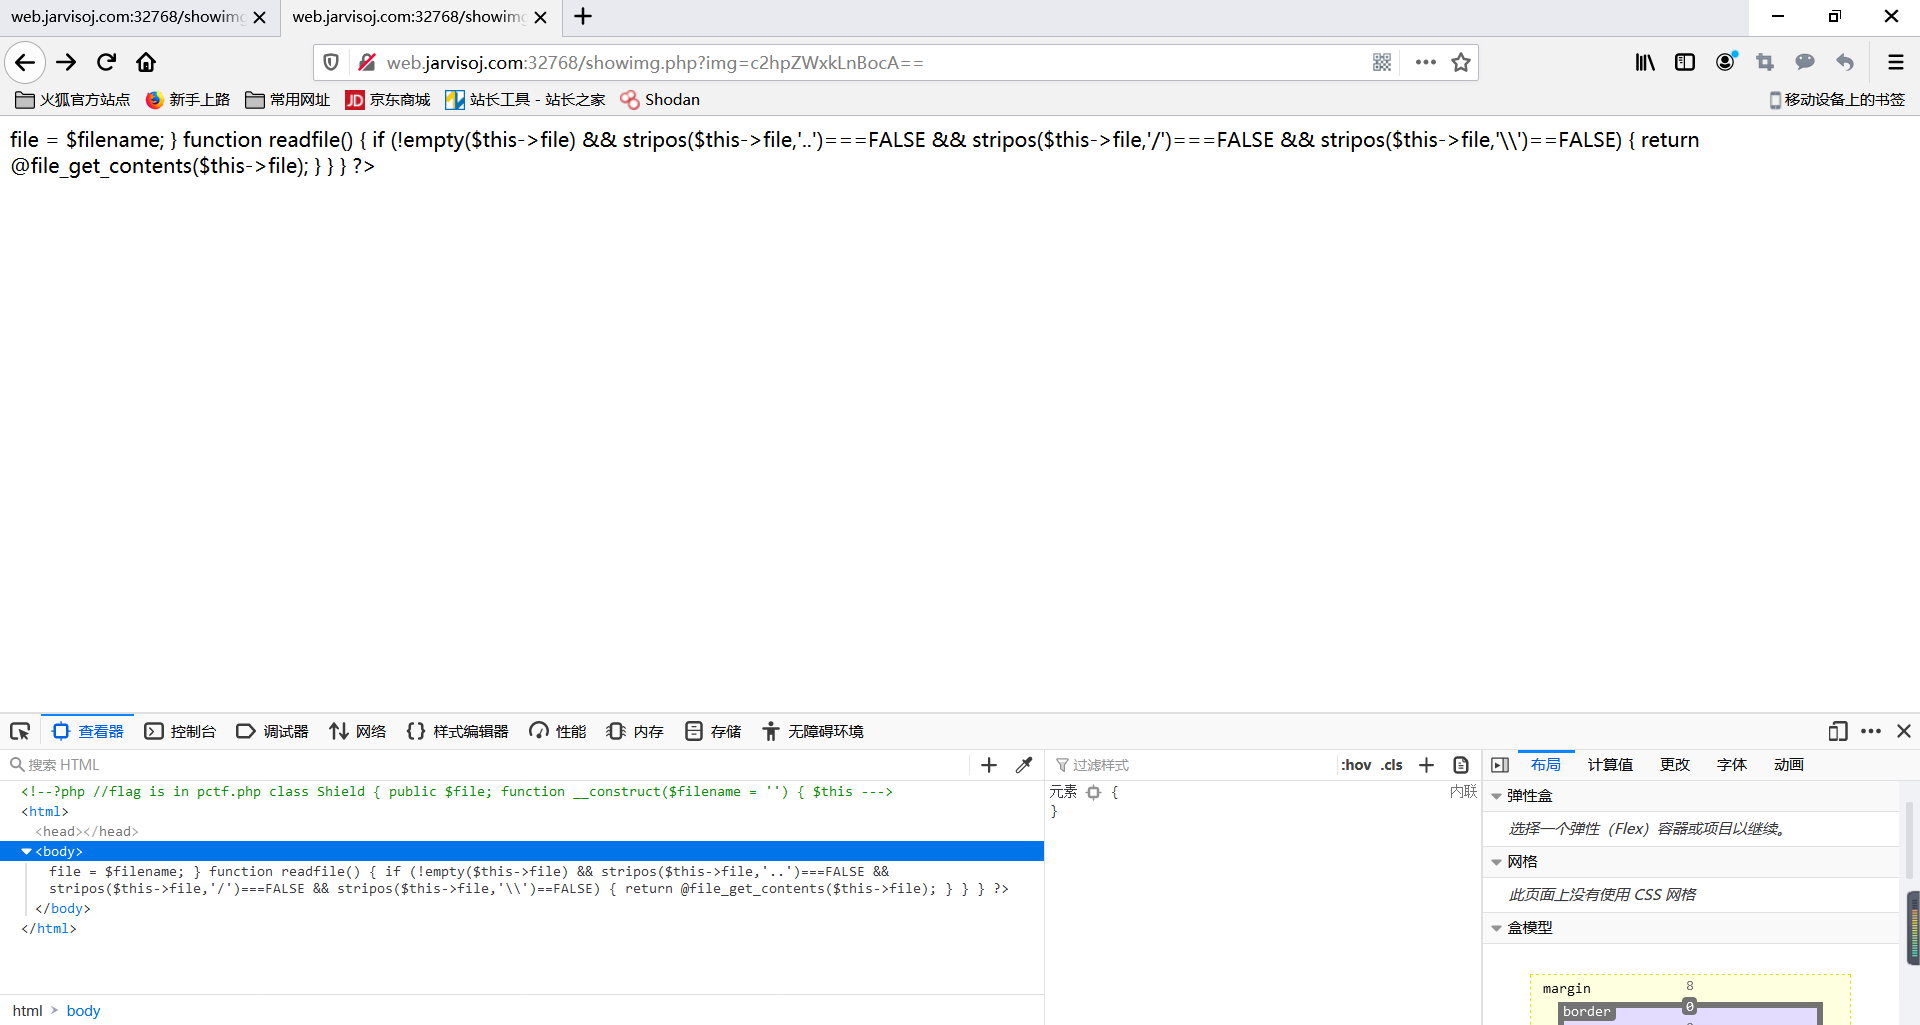 web.jarvisoj.com:32768/showimg
web.jarvisoj.com:32768/showimg
web.jarvisoj.com:32768/showimg.php?img=c2hpZWxkLnBocA==
火狐官方站点 新手上路 常用网址 JD 京东商城 站长工具 - 站长之家 Shodan 移动设备上的书签
file = $filename; } function readfile() { if (!empty($this->file) && stripos($this->file,'..')===FALSE && stripos($this->file,'/')===FALSE && stripos($this->file,'\\')==FALSE) { return
@file_get_contents($this->file); } } } ?>
查看器 控制台 调试器 网络 样式编辑器 性能 内存 存储 无障碍环境
搜索 HTML
<!--?php //flag is in pctf.php class Shield { public $file; function __construct($filename = '') { $this --->
<html>
<head></head>
<body>
file = $filename; } function readfile() { if (!empty($this->file) && stripos($this->file,'..')===FALSE &&
stripos($this->file,'/')===FALSE && stripos($this->file,'\\')==FALSE) { return @file_get_contents($this->file); } } } ?>
</body>
</html>
html > body
过滤样式 :hov .cls
元素 { 内联
}
布局 计算值 更改 字体 动画
弹性盒
选择一个弹性（Flex）容器或项目以继续。
网格
此页面上没有使用 CSS 网格
盒模型
margin 8
border 0